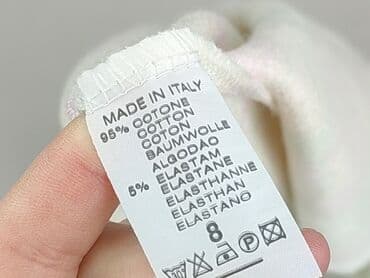 MADE IN ITALY
95% COTONE
COTTON
COTON
BAUMWOLLE
ALGODAO
5% ELASTAM
ELASTANE
ELASTHANNE
ELASTHAN
ELASTANO
8
P